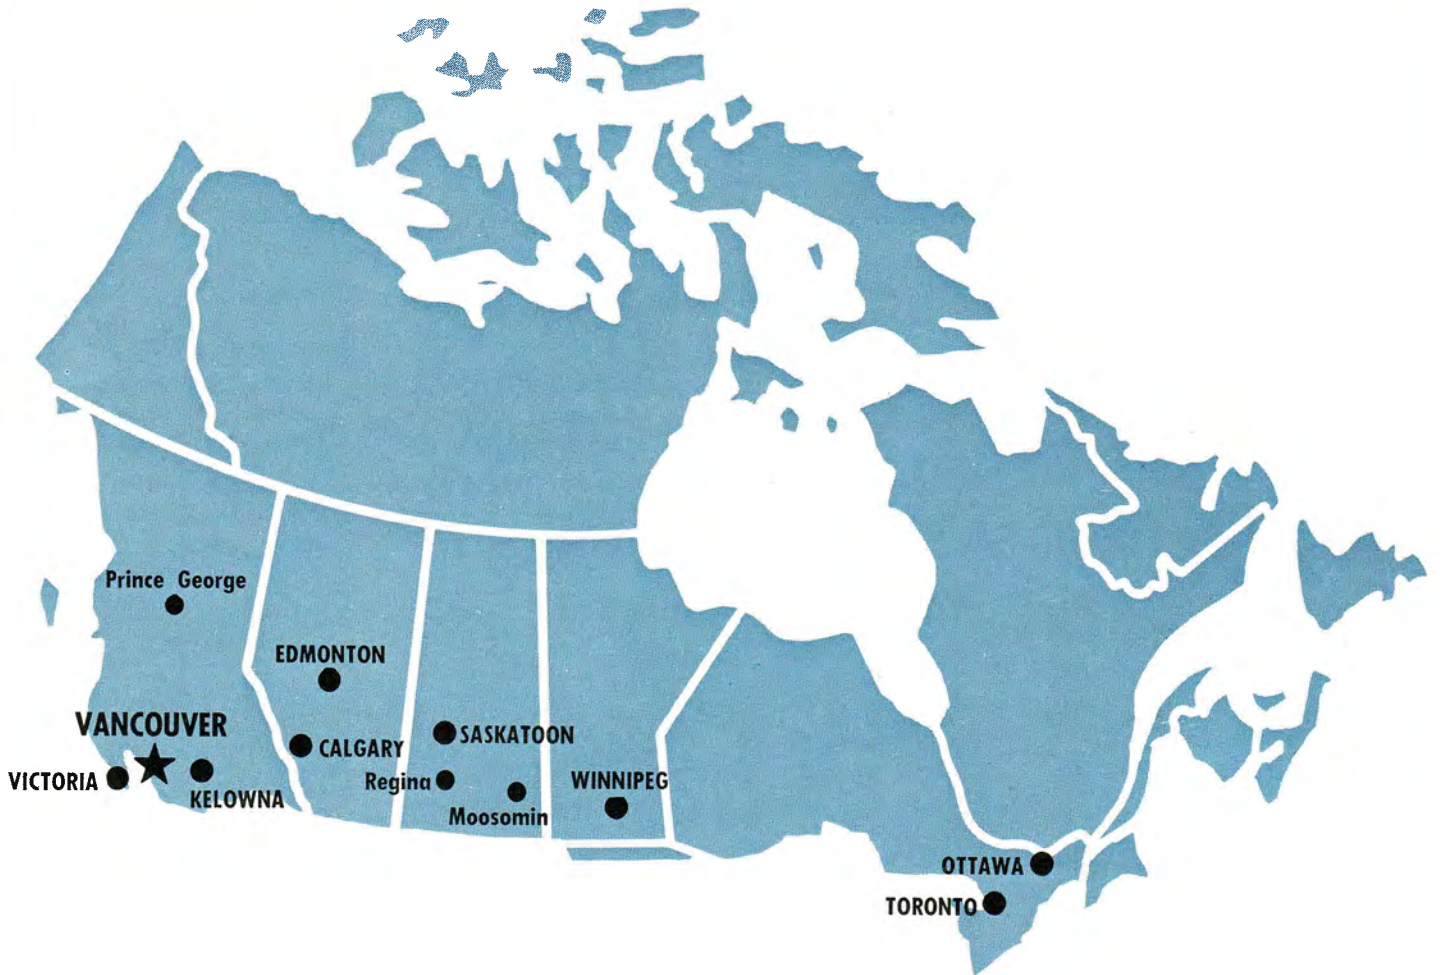 Prince George
EDMONTON
VANCOUVER
SASKATOON
CALGARY
VICTORIA
Regina
WINNIPEG
KELOWNA
Moosomin
OTTAWA
TORONTO